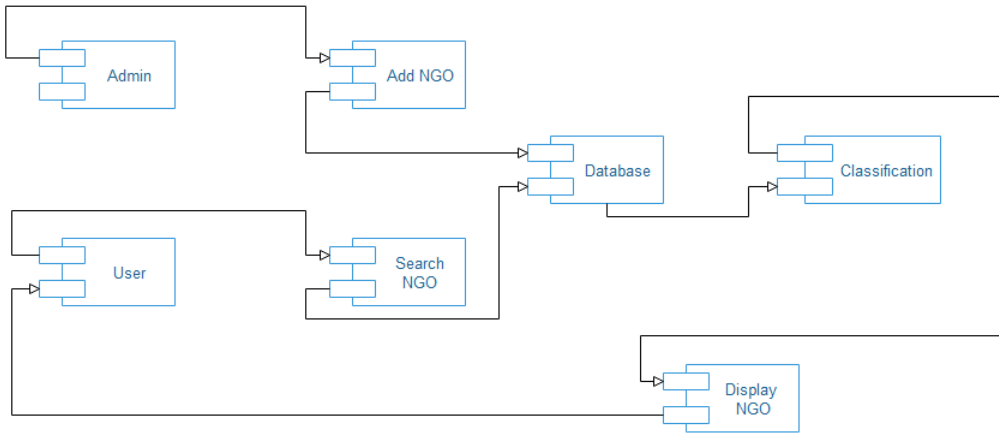 Admin
Add NGO
Database
Classification
User
Search
NGO
Display
NGO